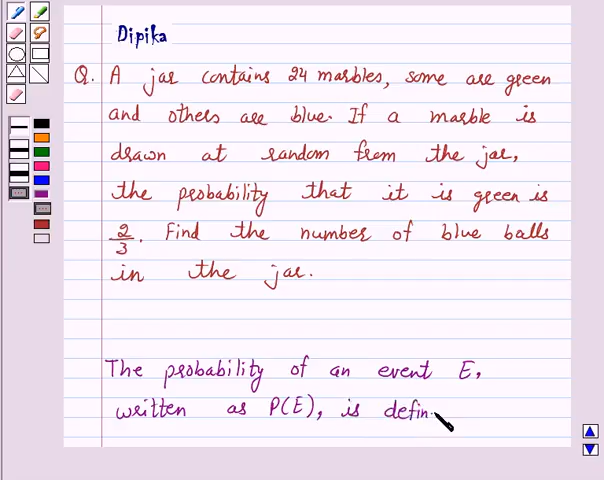 Dipika
Q. A jar contains 24 marbles, some are green
and others are blue. If a marble is
drawn at random from the jar,
the probability that it is green is
2/3. Find the number of blue balls
in the jar.
The probability of an event E,
written as P(E), is defin